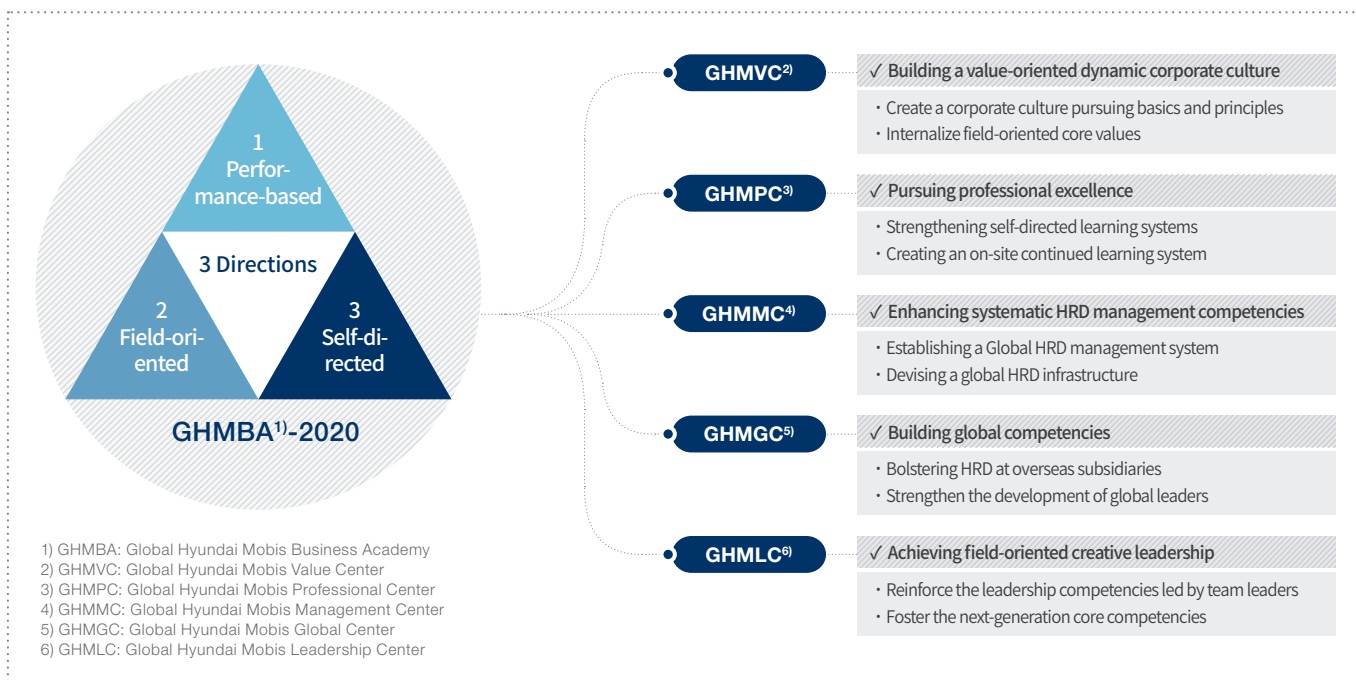 1
Perfor-
mance-based
3 Directions
2
Field-ori-
ented
3
Self-di-
rected
GHMBA1)-2020
1) GHMBA: Global Hyundai Mobis Business Academy
2) GHMVC: Global Hyundai Mobis Value Center
3) GHMPC: Global Hyundai Mobis Professional Center
4) GHMMC: Global Hyundai Mobis Management Center
5) GHMGC: Global Hyundai Mobis Global Center
6) GHMLC: Global Hyundai Mobis Leadership Center
GHMVC2)
✓ Building a value-oriented dynamic corporate culture
· Create a corporate culture pursuing basics and principles
· Internalize field-oriented core values
GHMPC3)
✓ Pursuing professional excellence
· Strengthening self-directed learning systems
· Creating an on-site continued learning system
GHMMC4)
✓ Enhancing systematic HRD management competencies
· Establishing a Global HRD management system
· Devising a global HRD infrastructure
GHMGC5)
✓ Building global competencies
· Bolstering HRD at overseas subsidiaries
· Strengthen the development of global leaders
GHMLC6)
✓ Achieving field-oriented creative leadership
· Reinforce the leadership competencies led by team leaders
· Foster the next-generation core competencies